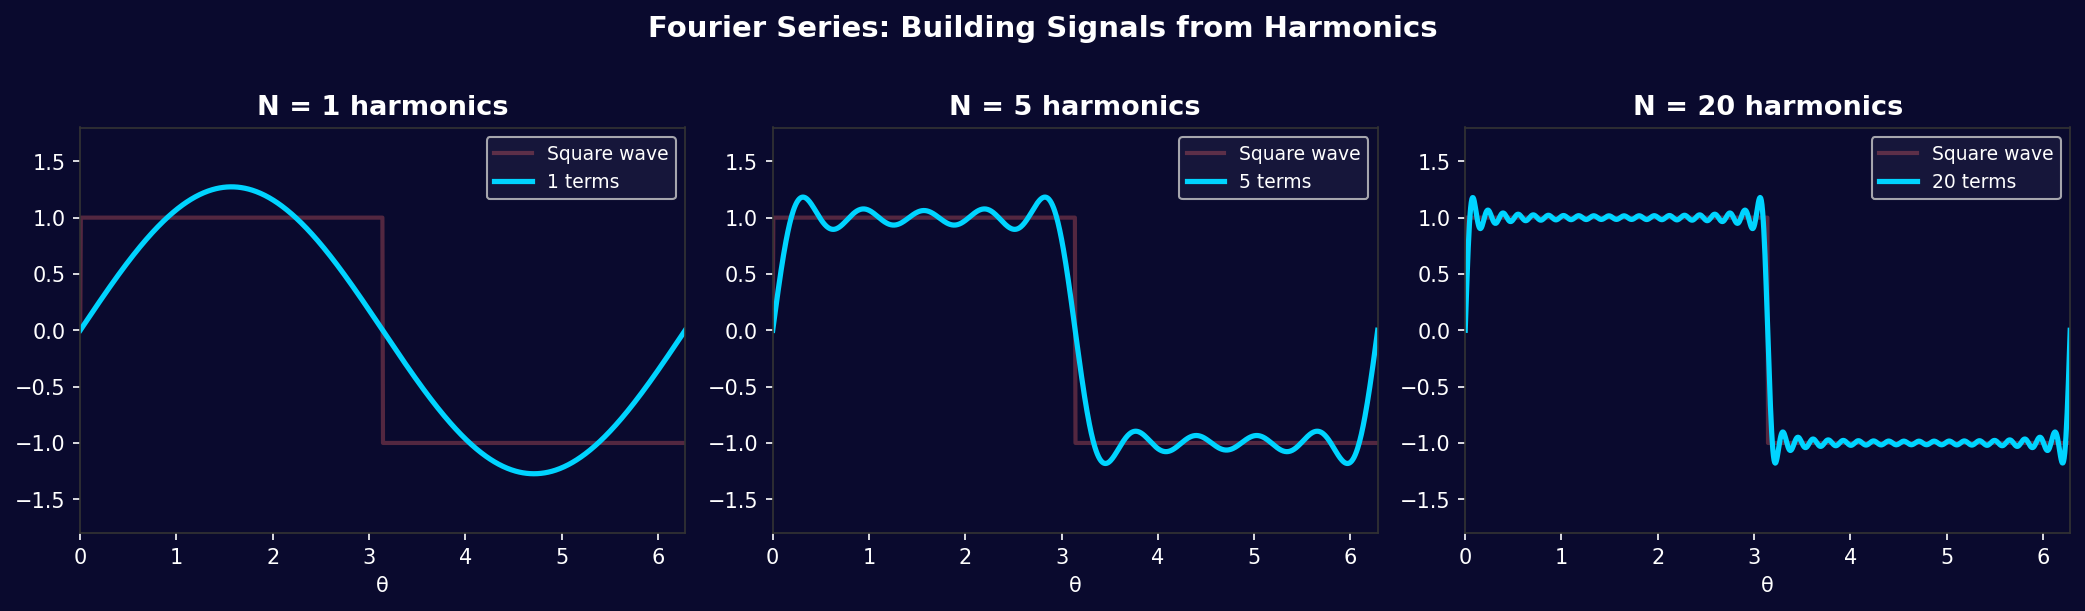 Fourier Series: Building Signals from Harmonics
N = 1 harmonics
Square wave
1 terms
1.5
1.0
0.5
0.0
−0.5
−1.0
−1.5
0 1 2 3 4 5 6
θ
N = 5 harmonics
Square wave
5 terms
1.5
1.0
0.5
0.0
−0.5
−1.0
−1.5
0 1 2 3 4 5 6
θ
N = 20 harmonics
Square wave
20 terms
1.5
1.0
0.5
0.0
−0.5
−1.0
−1.5
0 1 2 3 4 5 6
θ